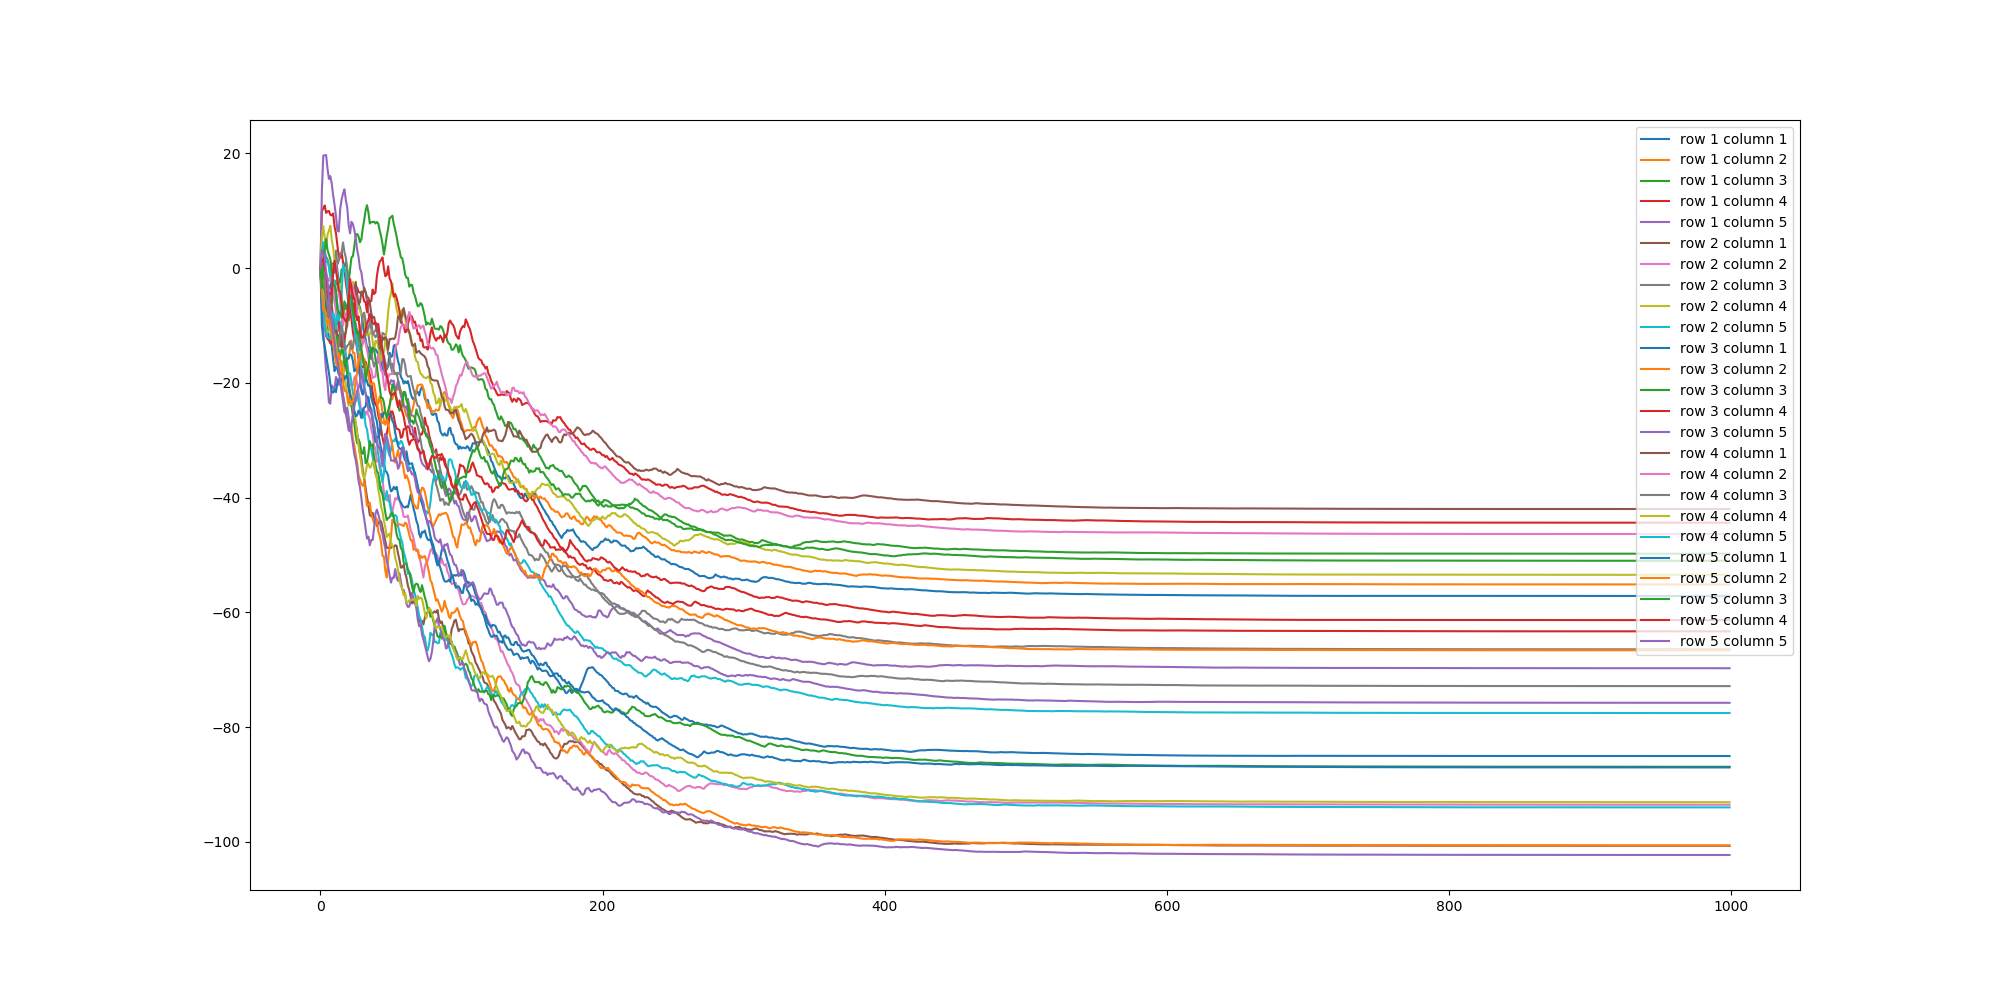 20
0
−20
−40
−60
−80
−100
0
200
400
600
800
1000
row 1 column 1
row 1 column 2
row 1 column 3
row 1 column 4
row 1 column 5
row 2 column 1
row 2 column 2
row 2 column 3
row 2 column 4
row 2 column 5
row 3 column 1
row 3 column 2
row 3 column 3
row 3 column 4
row 3 column 5
row 4 column 1
row 4 column 2
row 4 column 3
row 4 column 4
row 4 column 5
row 5 column 1
row 5 column 2
row 5 column 3
row 5 column 4
row 5 column 5